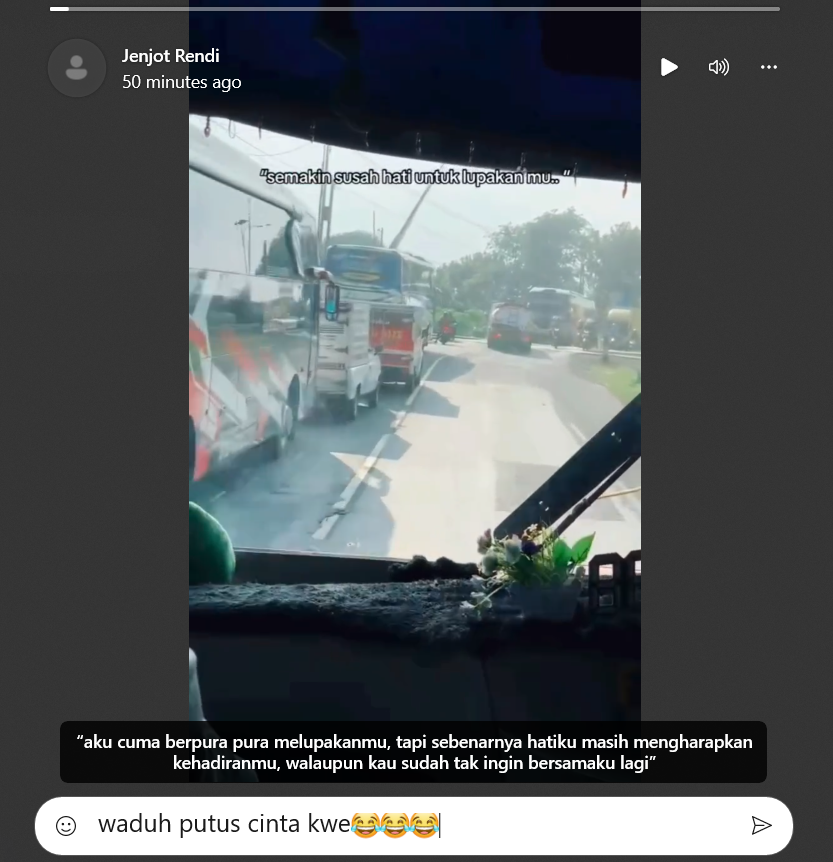 Jenjot Rendi
50 minutes ago
“semakin susah hati untuk lupakan mu.. “
“aku cuma berpura pura melupakanmu, tapi sebenarnya hatiku masih mengharapkan
kehadiranmu, walaupun kau sudah tak ingin bersamaku lagi”
waduh putus cinta kwe😂😂😂